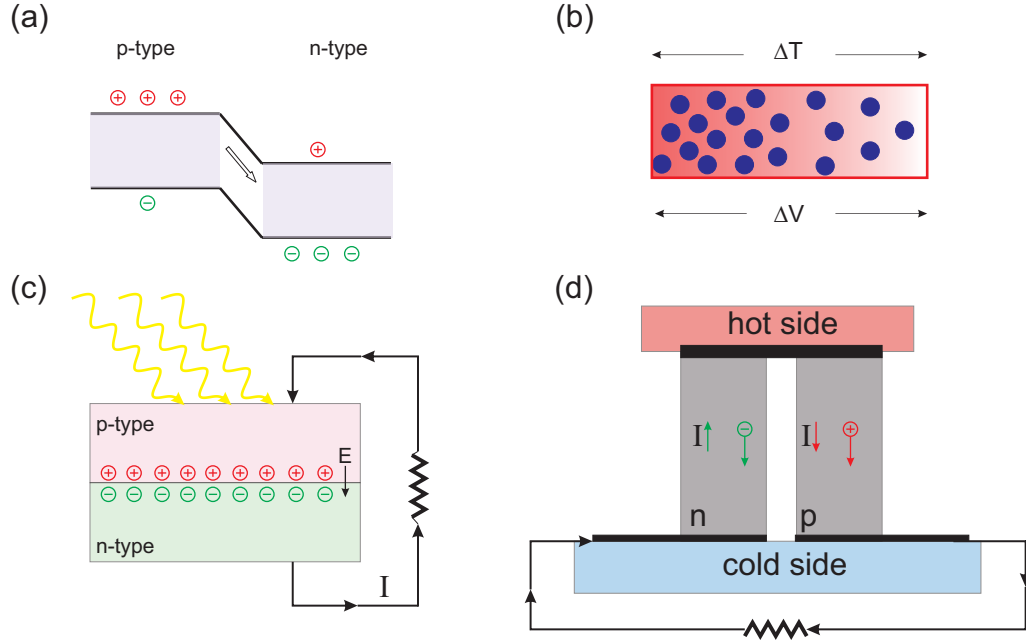 (a)
p-type n-type
⊕ ⊕ ⊕
⊕
⊖
⊖ ⊖ ⊖
(b)
ΔT
ΔV
(c)
p-type
E
⊕ ⊕ ⊕ ⊕ ⊕ ⊕ ⊕ ⊕ ⊕
⊖ ⊖ ⊖ ⊖ ⊖ ⊖ ⊖ ⊖ ⊖
n-type
I
(d)
hot side
I ⊖ I ⊕
n p
cold side